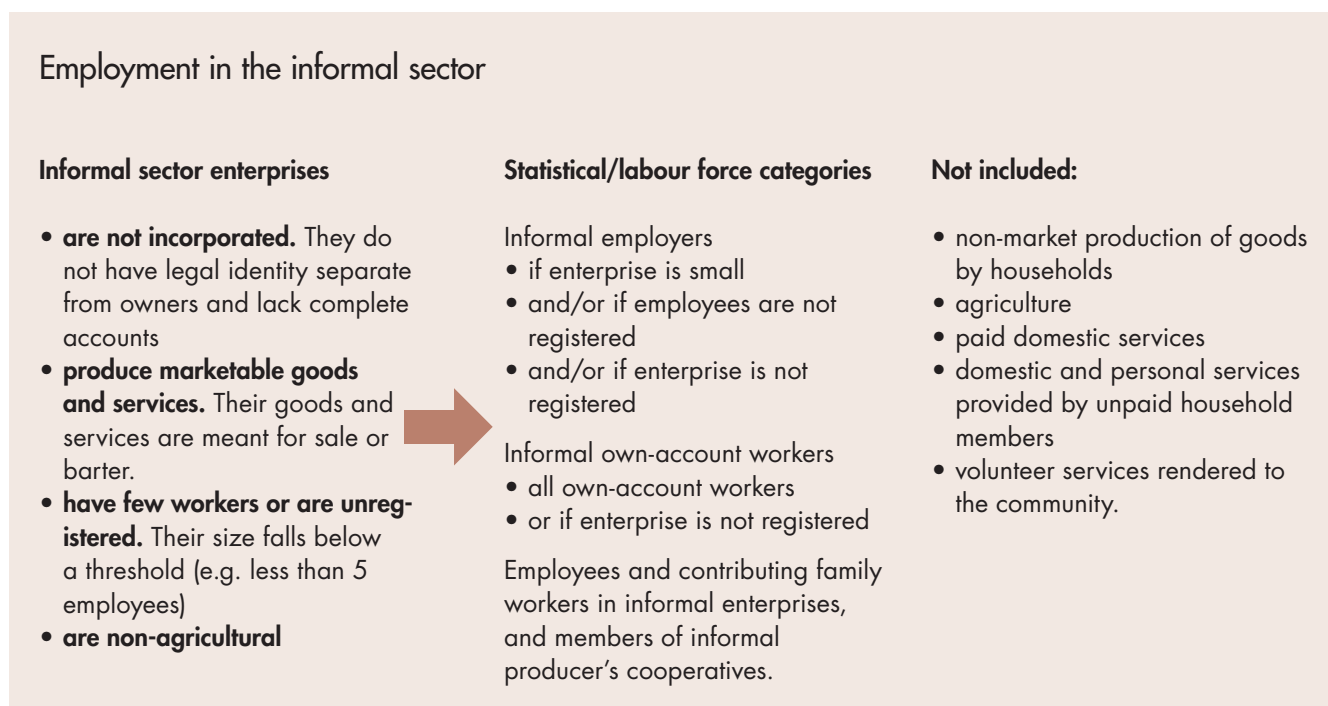 Employment in the informal sector
Informal sector enterprises
• are not incorporated. They do
not have legal identity separate
from owners and lack complete
accounts
• produce marketable goods
and services. Their goods and
services are meant for sale or
barter.
• have few workers or are unreg-
istered. Their size falls below
a threshold (e.g. less than 5
employees)
• are non-agricultural
Statistical/labour force categories
Informal employers
• if enterprise is small
• and/or if employees are not
registered
• and/or if enterprise is not
registered
Informal own-account workers
• all own-account workers
• or if enterprise is not registered
Employees and contributing family
workers in informal enterprises,
and members of informal
producer’s cooperatives.
Not included:
• non-market production of goods
by households
• agriculture
• paid domestic services
• domestic and personal services
provided by unpaid household
members
• volunteer services rendered to
the community.